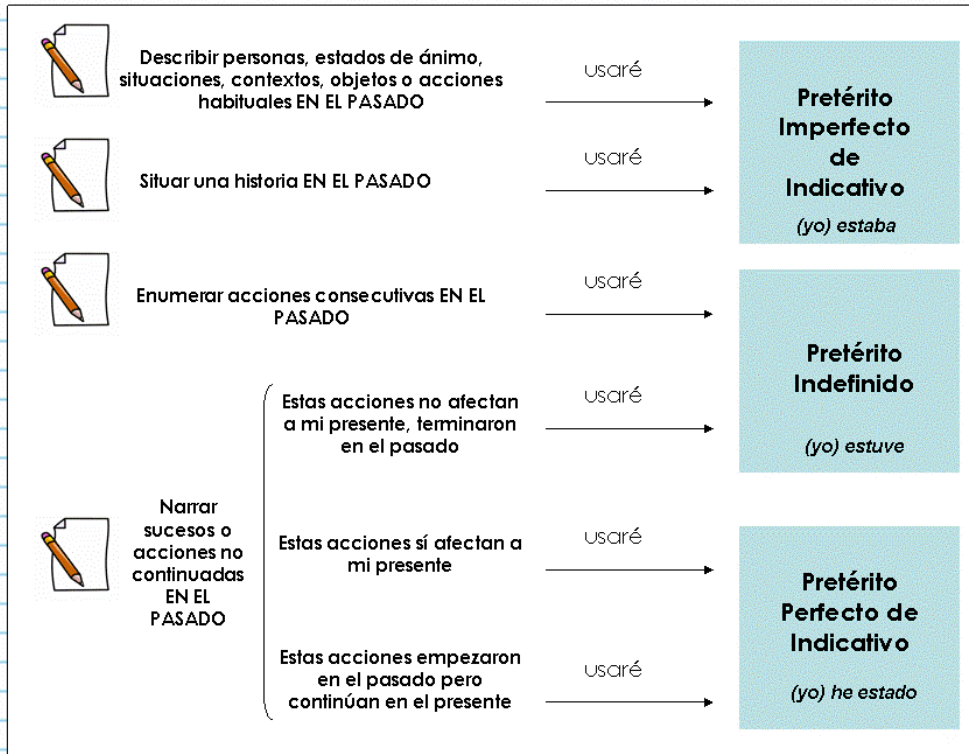 Describir personas, estados de ánimo,
situaciones, contextos, objetos o acciones
habituales EN EL PASADO
usaré
Pretérito
Imperfecto
de
Indicativo
(yo) estaba
Situar una historia EN EL PASADO
usaré
Enumerar acciones consecutivas EN EL
PASADO
usaré
Pretérito
Indefinido
(yo) estuve
Narrar
sucesos o
acciones no
continuadas
EN EL
PASADO
Estas acciones no afectan
a mi presente, terminaron
en el pasado
usaré
Estas acciones sí afectan a
mi presente
usaré
Pretérito
Perfecto de
Indicativo
(yo) he estado
Estas acciones empezaron
en el pasado pero
continúan en el presente
usaré